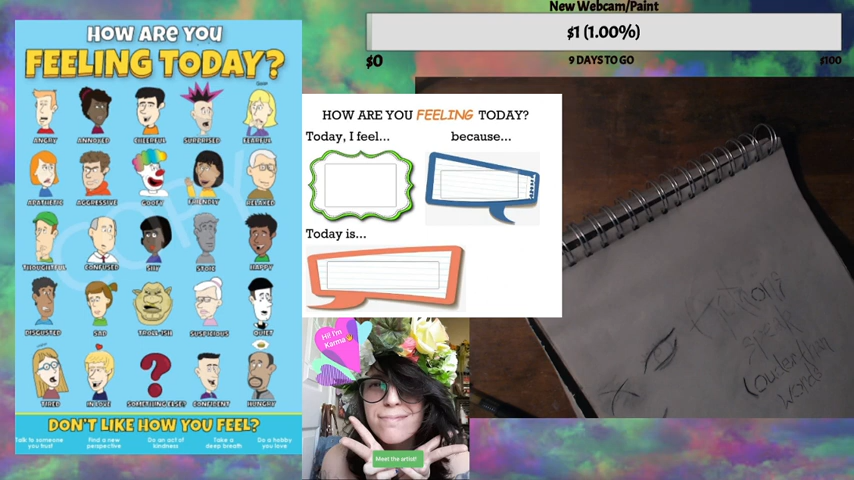 New Webcam/Paint
$1 (1.00%)
$0
9 DAYS TO GO
$100
HOW ARE YOU
FEELING TODAY?
ANGRY ANNOYED CHEERFUL SURPRISED FEARFUL
APATHETIC AGGRESSIVE GOOFY FRIENDLY RELAXED
THOUGHTFUL CONFUSED SHY STOIC HAPPY
DISGUSTED SAD TROLL-ISH SUSPICIOUS QUIET
TIRED IN LOVE SOMETHING ELSE? CONFIDENT HUNGRY
DON'T LIKE HOW YOU FEEL?
Talk to someone you trust
Find a new perspective
Do an act of kindness
Take a deep breath
Do a hobby you love
COPY
HOW ARE YOU FEELING TODAY?
Today, I feel... because...
Today is...
Hi! I'm
Karma
Meet the artist!
Actions
speak
louder than
words